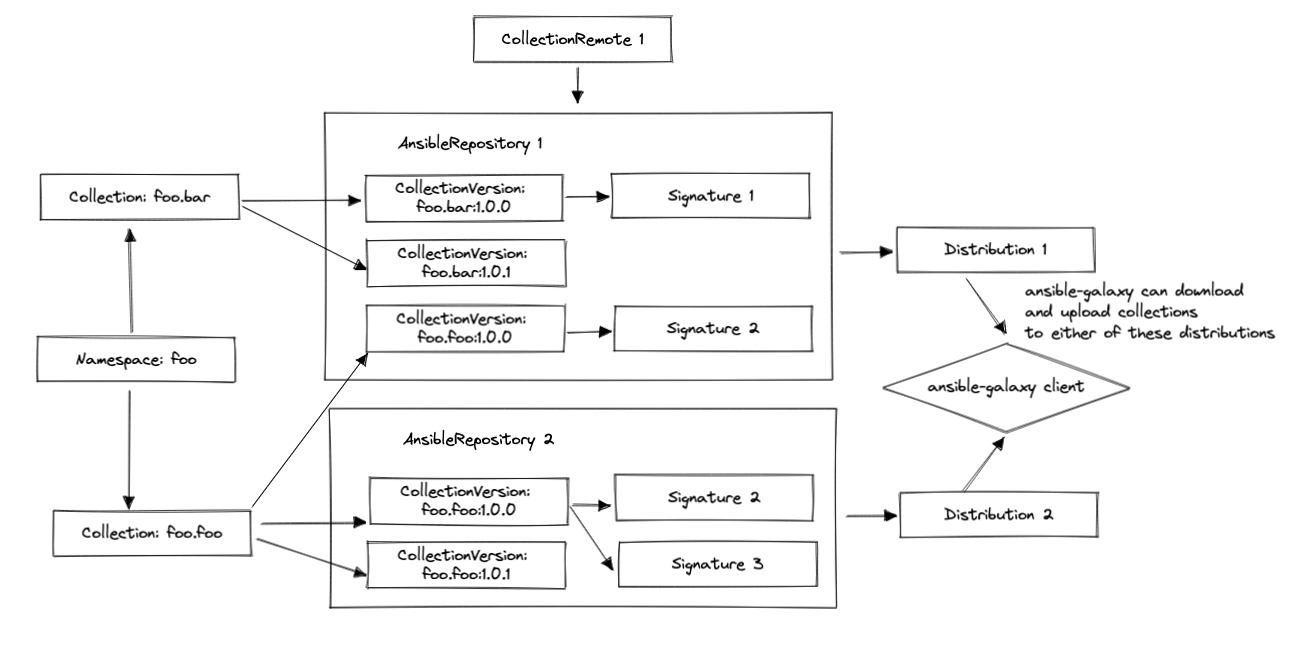 CollectionRemote 1
AnsibleRepository 1
Collection: foo.bar
CollectionVersion:
foo.bar:1.0.0
Signature 1
CollectionVersion:
foo.bar:1.0.1
Distribution 1
ansible-galaxy can download
and upload collections
to either of these distributions
CollectionVersion:
foo.foo:1.0.0
Signature 2
Namespace: foo
ansible-galaxy client
AnsibleRepository 2
CollectionVersion:
foo.foo:1.0.0
Signature 2
Distribution 2
Collection: foo.foo
CollectionVersion:
foo.foo:1.0.1
Signature 3